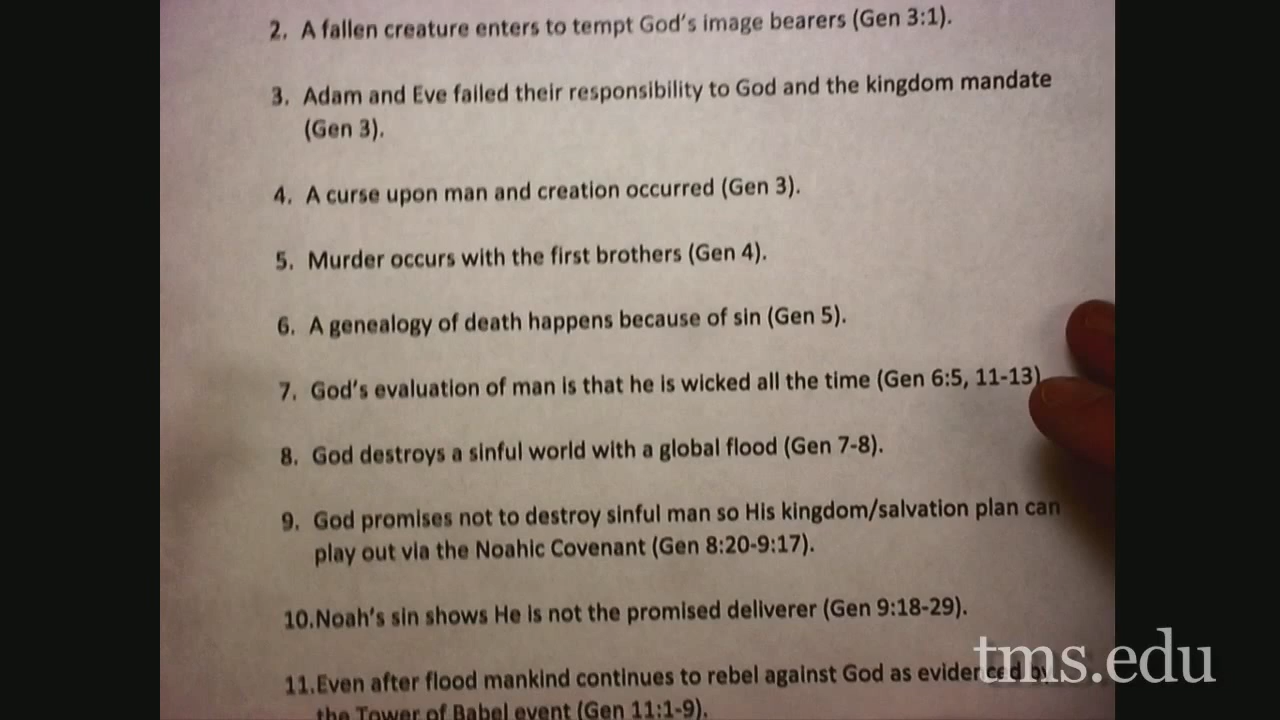 2. A fallen creature enters to tempt God's image bearers (Gen 3:1).
3. Adam and Eve failed their responsibility to God and the kingdom mandate
(Gen 3).
4. A curse upon man and creation occurred (Gen 3).
5. Murder occurs with the first brothers (Gen 4).
6. A genealogy of death happens because of sin (Gen 5).
7. God's evaluation of man is that he is wicked all the time (Gen 6:5, 11-13)
8. God destroys a sinful world with a global flood (Gen 7-8).
9. God promises not to destroy sinful man so His kingdom/salvation plan can
play out via the Noahic Covenant (Gen 8:20-9:17).
10.Noah's sin shows He is not the promised deliverer (Gen 9:18-29).
11.Even after flood mankind continues to rebel against God as evidenced by
the Tower of Babel event (Gen 11:1-9).
tms.edu